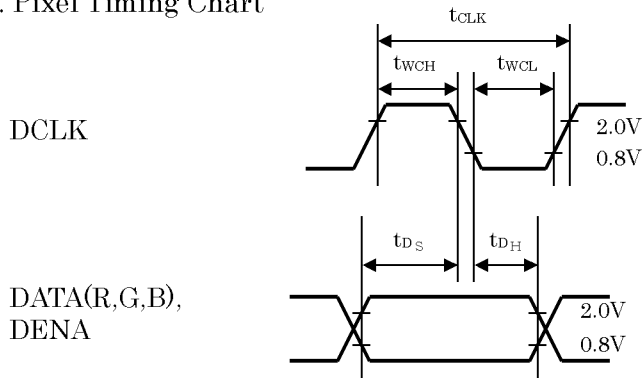 . Pixel Timing Chart
tCLK
tWCH
tWCL
DCLK
2.0V
0.8V
tDS
tDH
DATA(R,G,B),
DENA
2.0V
0.8V